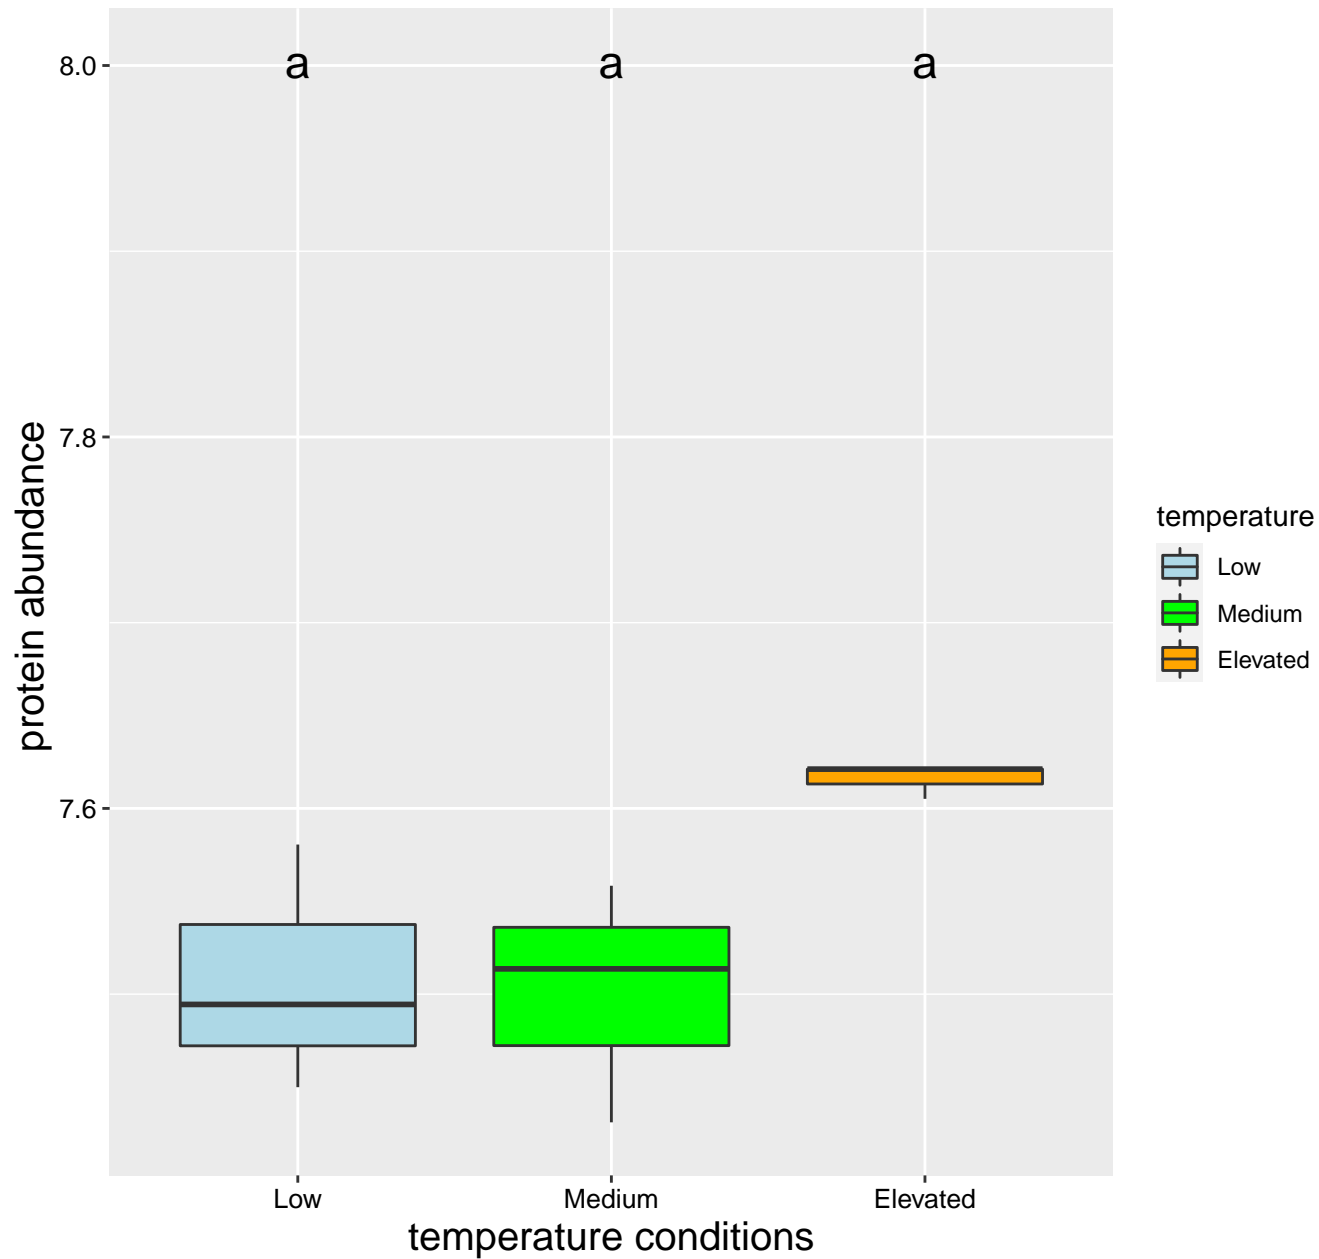 a a a
8.0
7.8
7.6
protein abundance
Low Medium Elevated
temperature conditions
temperature
Low
Medium
Elevated